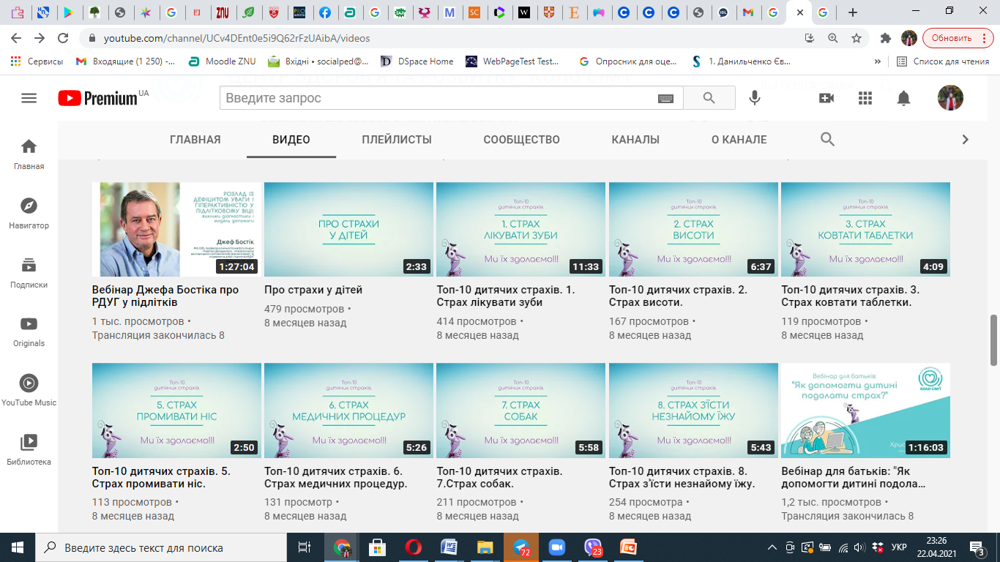 youtube.com/channel/UCv4DEnt0e5i9Q62rFzUAibA/videos
Обновить
Сервисы
Входящие (1 250) -...
Moodle ZNU
Вхідні • socialped@...
DSpace Home
WebPageTest Test...
Опросник для оце...
1. Данильченко Єв...
»
Список для чтения
Premium UA
Введите запрос
ГЛАВНАЯ ВИДЕО ПЛЕЙЛИСТЫ СООБЩЕСТВО КАНАЛЫ О КАНАЛЕ
Главная
Навигатор
Подписки
Originals
YouTube Music
Библиотека
РОЗЛАД ІЗ
ДЕФІЦИТОМ УВАГИ І
ГІПЕРАКТИВНІСТЮ У
ПІДЛІТКОВОМУ ВІЦІ:
виклики діагностики і
модель допомоги
Джеф Бостік
1:27:04
Вебінар Джефа Бостіка про
РДУГ у підлітків
1 тыс. просмотров •
Трансляция закончилась 8
ПРО СТРАХИ
У ДІТЕЙ
2:33
Про страхи у дітей
479 просмотров •
8 месяцев назад
Топ-10
дитячих страхів.
1. СТРАХ
ЛІКУВАТИ ЗУБИ
Ми їх здолаємо!!!
11:33
Топ-10 дитячих страхів. 1.
Страх лікувати зуби
414 просмотров •
8 месяцев назад
Топ-10
дитячих страхів.
2. СТРАХ
ВИСОТИ
Ми їх здолаємо!!!
6:37
Топ-10 дитячих страхів. 2.
Страх висоти.
167 просмотров •
8 месяцев назад
Топ-10
дитячих страхів.
3. СТРАХ
КОВТАТИ ТАБЛЕТКИ
Ми їх здолаємо!!!
4:09
Топ-10 дитячих страхів. 3.
Страх ковтати таблетки.
119 просмотров •
8 месяцев назад
Топ-10
дитячих страхів.
5. СТРАХ
ПРОМИВАТИ НІС
Ми їх здолаємо!!!
2:50
Топ-10 дитячих страхів. 5.
Страх промивати ніс.
113 просмотров •
8 месяцев назад
Топ-10
дитячих страхів.
6. СТРАХ
МЕДИЧНИХ ПРОЦЕДУР
Ми їх здолаємо!!!
5:26
Топ-10 дитячих страхів. 6.
Страх медичних процедур.
131 просмотр •
8 месяцев назад
Топ-10
дитячих страхів.
7. СТРАХ
СОБАК
Ми їх здолаємо!!!
5:58
Топ-10 дитячих страхів.
7.Страх собак.
211 просмотров •
8 месяцев назад
Топ-10
дитячих страхів.
8. СТРАХ З'ЇСТИ
НЕЗНАЙОМУ ЇЖУ
Ми їх здолаємо!!!
5:43
Топ-10 дитячих страхів. 8.
Страх з'їсти незнайому їжу.
254 просмотра •
8 месяцев назад
Вебінар для батьків:
"Як допомогти дитині
подолати страх?"
КОЛО СІМ'Ї
1:16:03
Вебінар для батьків: "Як
допомогти дитині подола...
1,2 тыс. просмотров •
Трансляция закончилась 8
Введите здесь текст для поиска
72
23
УКР
23:26
22.04.2021
3